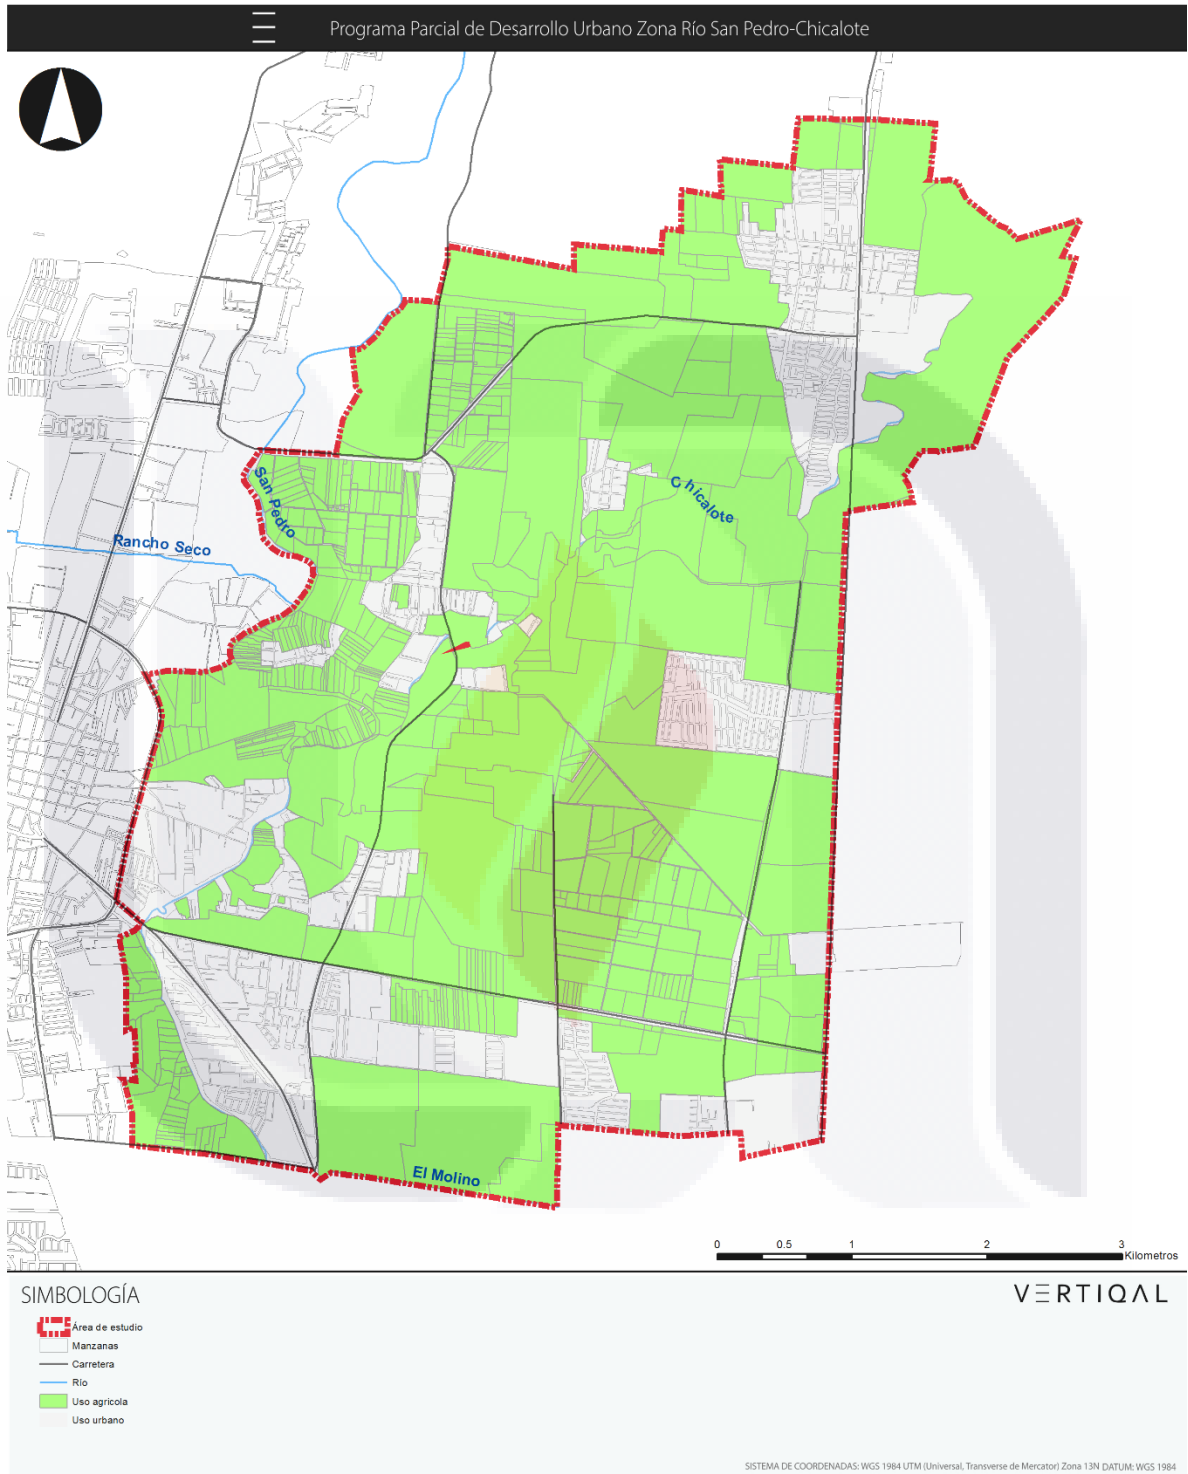 Programa Parcial de Desarrollo Urbano Zona Río San Pedro-Chicalote
San Pedro
Chicalote
Rancho Seco
El Molino
0 0.5 1 2 3
Kilometros
SIMBOLOGÍA
VERTIQAL
Área de estudio
Manzanas
Carretera
Río
Uso agrícola
Uso urbano
SISTEMA DE COORDENADAS: WGS 1984 UTM (Universal, Transverse de Mercator) Zona 13N DATUM: WGS 1984